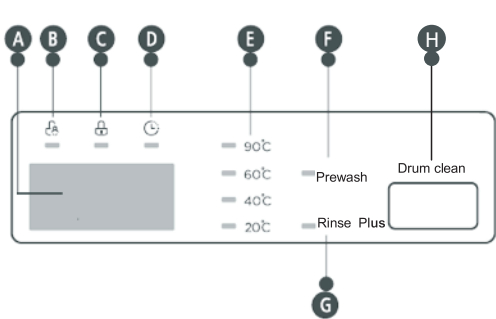 A B C D E F H
90℃
60℃
40℃
20℃
Prewash
Rinse Plus
Drum clean
G